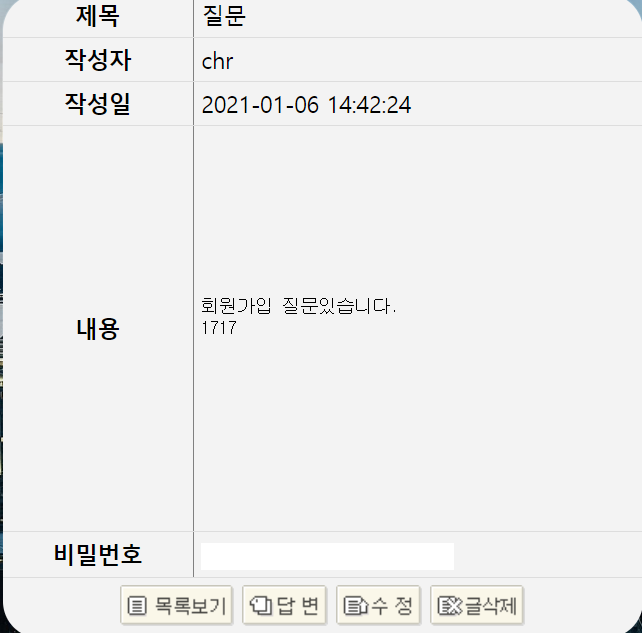 제목 질문
작성자 chr
작성일 2021-01-06 14:42:24
내용 회원가입 질문있습니다.
1717
비밀번호
목록보기 답 변 수 정 글삭제